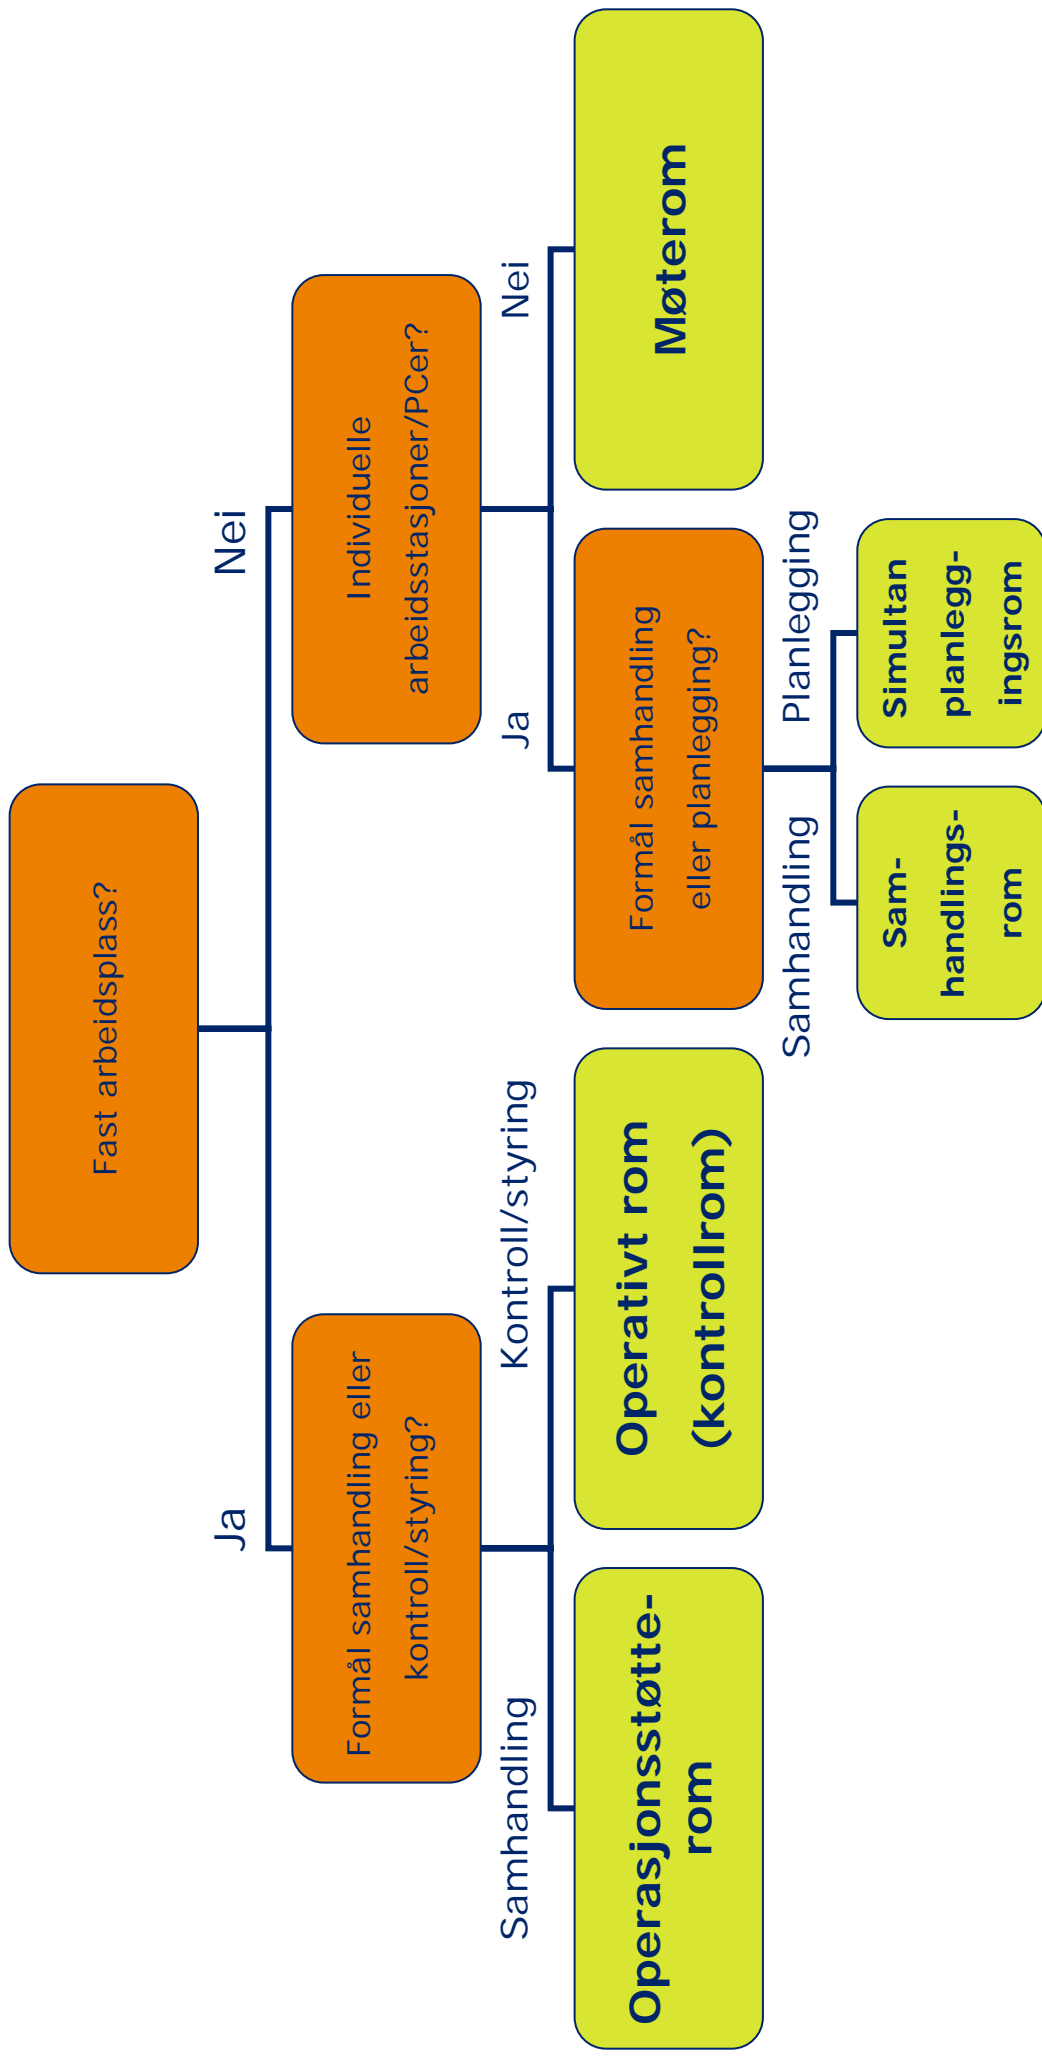 Fast arbeidsplass?
Ja
Nei
Formål samhandling eller
kontroll/styring?
Individuelle
arbeidsstasjoner/PCer?
Samhandling
Kontroll/styring
Ja
Nei
Operasjonsstøtte-
rom
Operativt rom
(kontrollrom)
Formål samhandling
eller planlegging?
Møterom
Samhandling
Planlegging
Sam-
handlings-
rom
Simultan
planlegg-
ingsrom